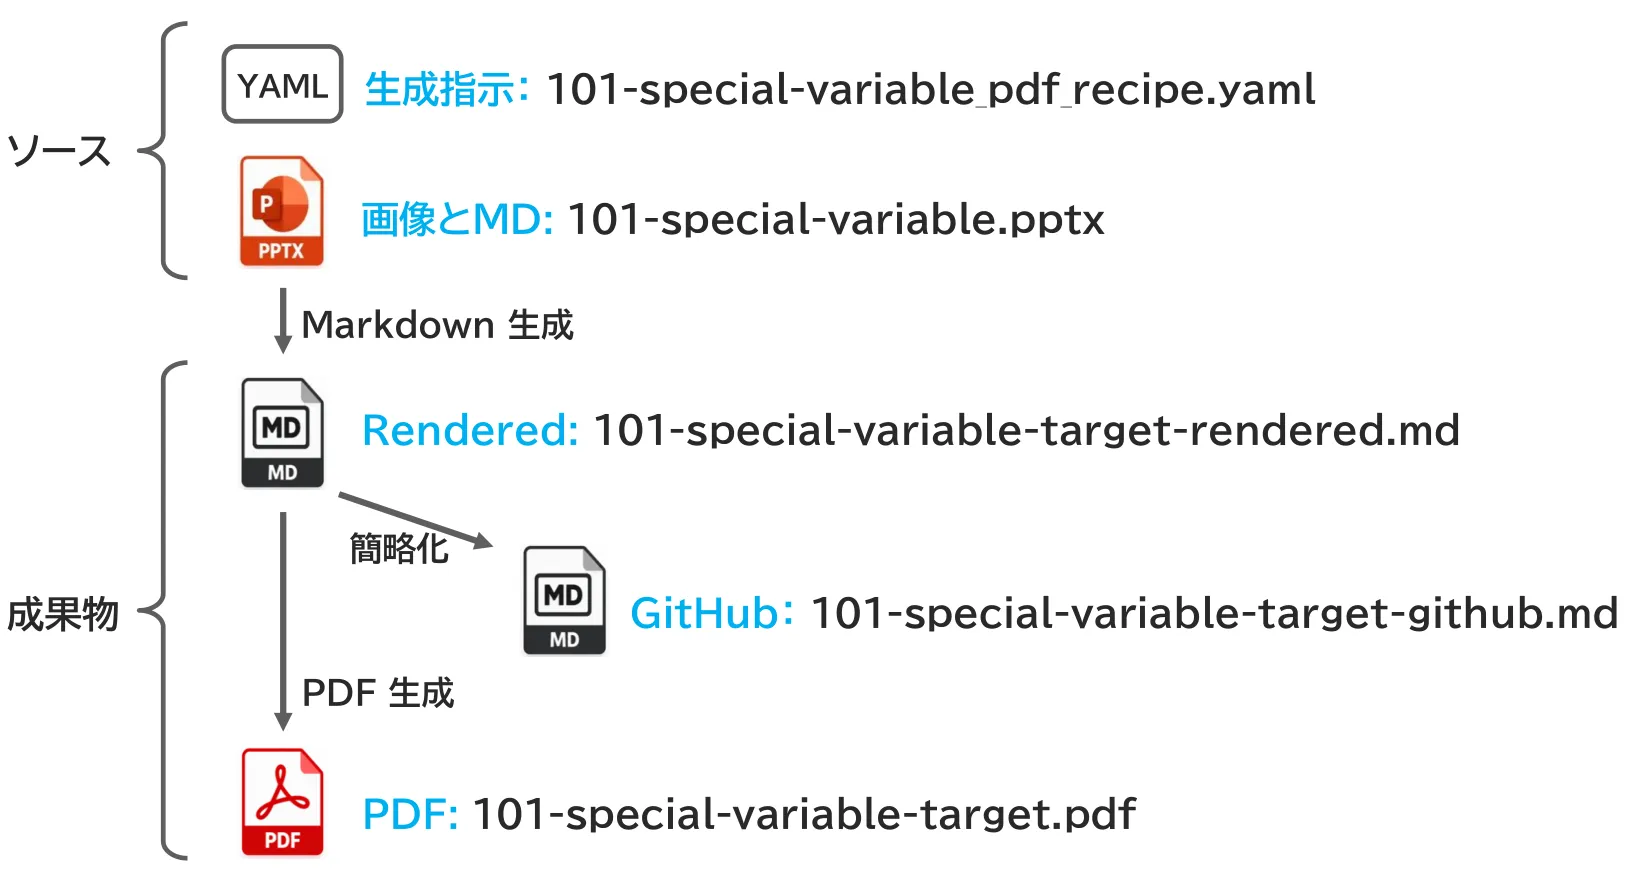 ソース
YAML
生成指示： 101-special-variable_pdf_recipe.yaml
P
PPTX
画像とMD: 101-special-variable.pptx
Markdown 生成
成果物
MD
MD
Rendered: 101-special-variable-target-rendered.md
簡略化
MD
MD
GitHub： 101-special-variable-target-github.md
PDF 生成
PDF
PDF: 101-special-variable-target.pdf